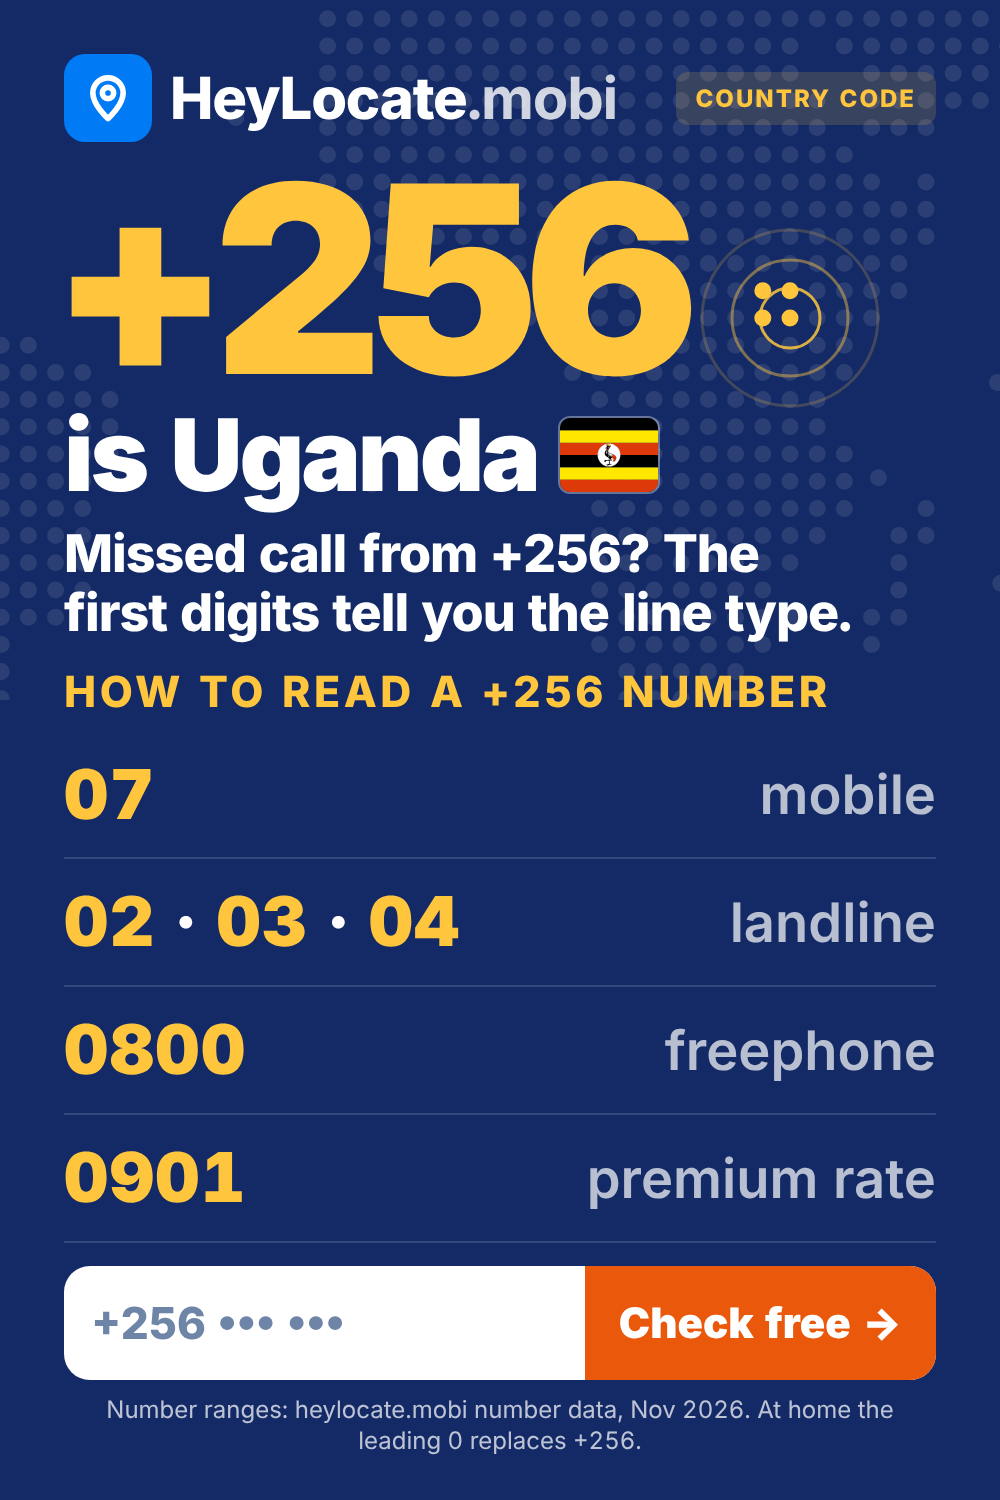 HeyLocate.mobi
COUNTRY CODE
+256
is Uganda
Missed call from +256? The
first digits tell you the line type.
HOW TO READ A +256 NUMBER
07 mobile
02 · 03 · 04 landline
0800 freephone
0901 premium rate
+256 ••• •••
Check free →
Number ranges: heylocate.mobi number data, Nov 2026. At home the
leading 0 replaces +256.